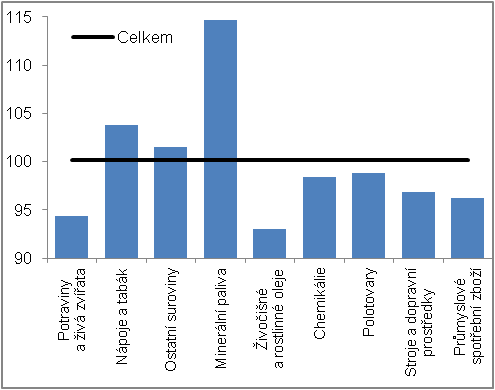 115
110
105
100
95
90
Celkem
Potraviny
a živá zvířata
Nápoje a tabák
Ostatní suroviny
Minerální paliva
Živočišné
a rostlinné oleje
Chemikálie
Polotovary
Stroje a dopravní
prostředky
Průmyslové
spotřební zboží